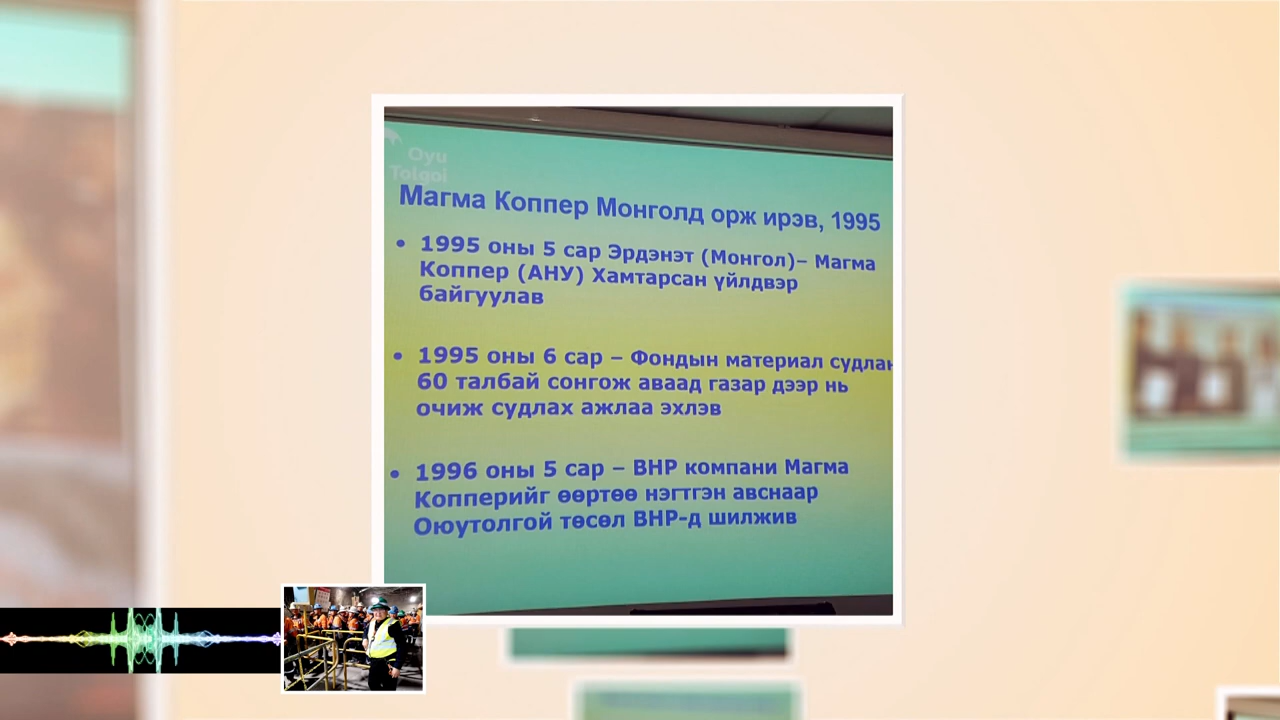 Oyu
Tolgoi
Магма Коппер Монголд орж ирэв, 1995
• 1995 оны 5 сар Эрдэнэт (Монгол)– Магма
Коппер (АНУ) Хамтарсан үйлдвэр
байгуулав
• 1995 оны 6 сар – Фондын материал судлан
60 талбай сонгож аваад газар дээр нь
очиж судлах ажлаа эхлэв
• 1996 оны 5 сар – BHP компани Магма
Копперийг өөртөө нэгтгэн авснаар
Оюутолгой төсөл BHP-д шилжив